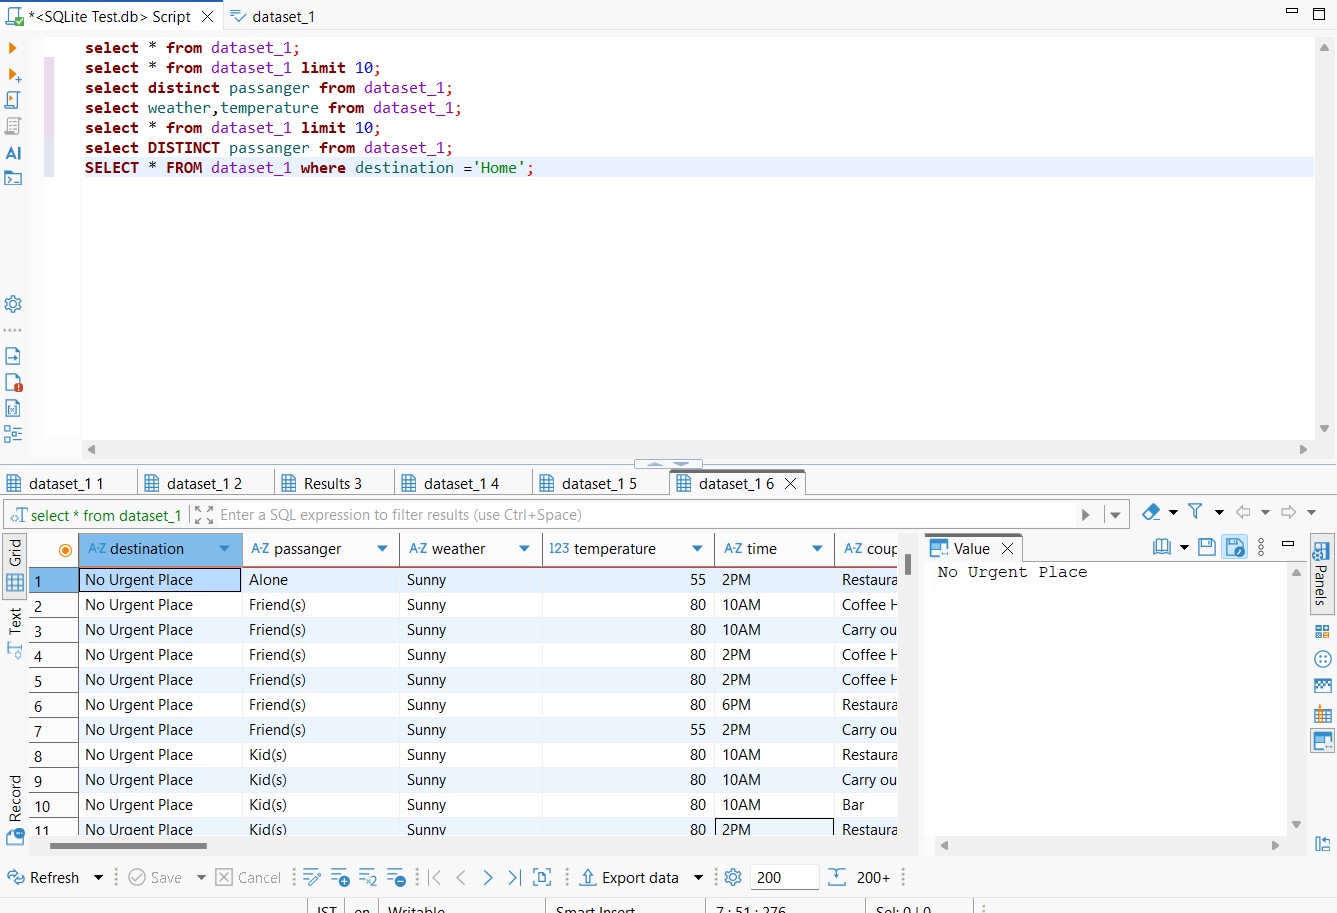 *<SQLite Test.db> Script dataset_1
select * from dataset_1;
select * from dataset_1 limit 10;
select distinct passanger from dataset_1;
select weather,temperature from dataset_1;
select * from dataset_1 limit 10;
select DISTINCT passanger from dataset_1;
SELECT * FROM dataset_1 where destination ='Home';
AI
dataset_1 1 dataset_1 2 Results 3 dataset_1 4 dataset_1 5 dataset_1 6
select * from dataset_1 Enter a SQL expression to filter results (use Ctrl+Space)
Grid
Text
Record
A-Z destination A-Z passanger A-Z weather 123 temperature A-Z time A-Z coup
1 No Urgent Place Alone Sunny 55 2PM Restaura
2 No Urgent Place Friend(s) Sunny 80 10AM Coffee H
3 No Urgent Place Friend(s) Sunny 80 10AM Carry ou
4 No Urgent Place Friend(s) Sunny 80 2PM Coffee H
5 No Urgent Place Friend(s) Sunny 80 2PM Coffee H
6 No Urgent Place Friend(s) Sunny 80 6PM Restaura
7 No Urgent Place Friend(s) Sunny 55 2PM Carry ou
8 No Urgent Place Kid(s) Sunny 80 10AM Restaura
9 No Urgent Place Kid(s) Sunny 80 10AM Carry ou
10 No Urgent Place Kid(s) Sunny 80 10AM Bar
11 No Urgent Place Kid(s) Sunny 80 2PM Restaura
Value
No Urgent Place
Panels
Refresh Save Cancel Export data 200 200+
IST en Writable Smart Insert 7 : 51 : 276 Sel: 0 | 0